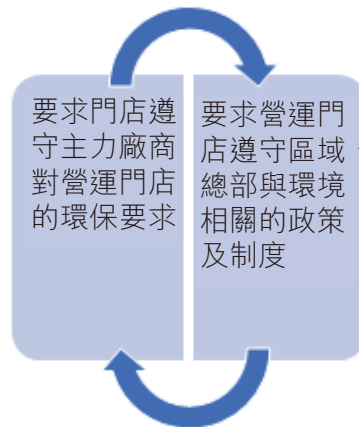 要求門店遵
守主力廠商
對營運門店
的環保要求
要求營運門
店遵守區域
總部與環境
相關的政策
及制度